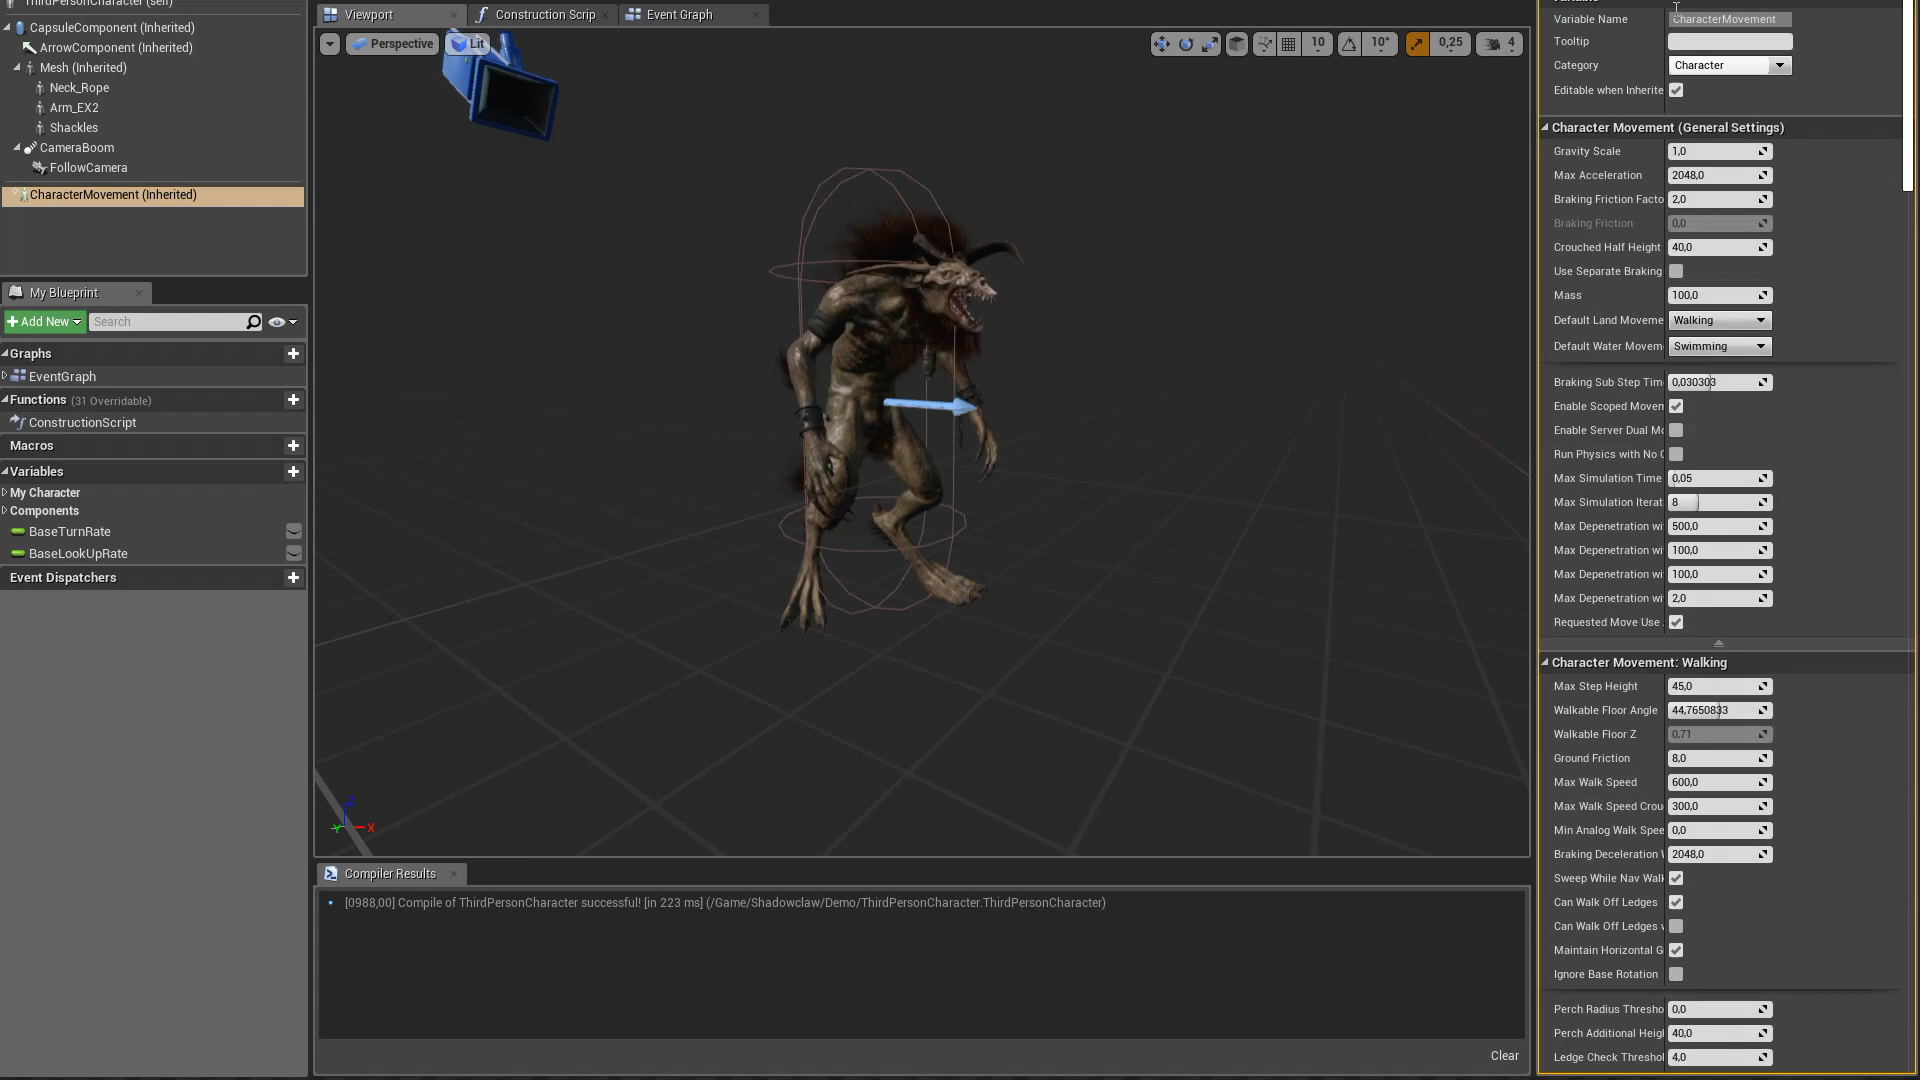 ThirdPersonCharacter (self)
CapsuleComponent (Inherited)
ArrowComponent (Inherited)
Mesh (Inherited)
Neck_Rope
Arm_EX2
Shackles
CameraBoom
FollowCamera
CharacterMovement (Inherited)
My Blueprint
Add New
Search
Graphs
EventGraph
Functions (31 Overridable)
ConstructionScript
Macros
Variables
My Character
Components
BaseTurnRate
BaseLookUpRate
Event Dispatchers
Viewport
Construction Scrip
Event Graph
Perspective
Lit
10
10°
0,25
4
Compiler Results
[0988,00] Compile of ThirdPersonCharacter successful! [in 223 ms] (/Game/Shadowclaw/Demo/ThirdPersonCharacter.ThirdPersonCharacter)
Clear
Variable Name CharacterMovement
Tooltip
Category Character
Editable when Inherite
Character Movement (General Settings)
Gravity Scale 1,0
Max Acceleration 2048,0
Braking Friction Facto 2,0
Braking Friction 0,0
Crouched Half Height 40,0
Use Separate Braking
Mass 100,0
Default Land Moveme Walking
Default Water Movem Swimming
Braking Sub Step Tim 0,030303
Enable Scoped Movem
Enable Server Dual Mo
Run Physics with No C
Max Simulation Time 0,05
Max Simulation Iterat 8
Max Depenetration wi 500,0
Max Depenetration wi 100,0
Max Depenetration wi 100,0
Max Depenetration wi 2,0
Requested Move Use
Character Movement: Walking
Max Step Height 45,0
Walkable Floor Angle 44,7650833
Walkable Floor Z 0,71
Ground Friction 8,0
Max Walk Speed 600,0
Max Walk Speed Crou 300,0
Min Analog Walk Spee 0,0
Braking Deceleration W 2048,0
Sweep While Nav Walk
Can Walk Off Ledges
Can Walk Off Ledges w
Maintain Horizontal G
Ignore Base Rotation
Perch Radius Thresho 0,0
Perch Additional Heigl 40,0
Ledge Check Threshol 4,0